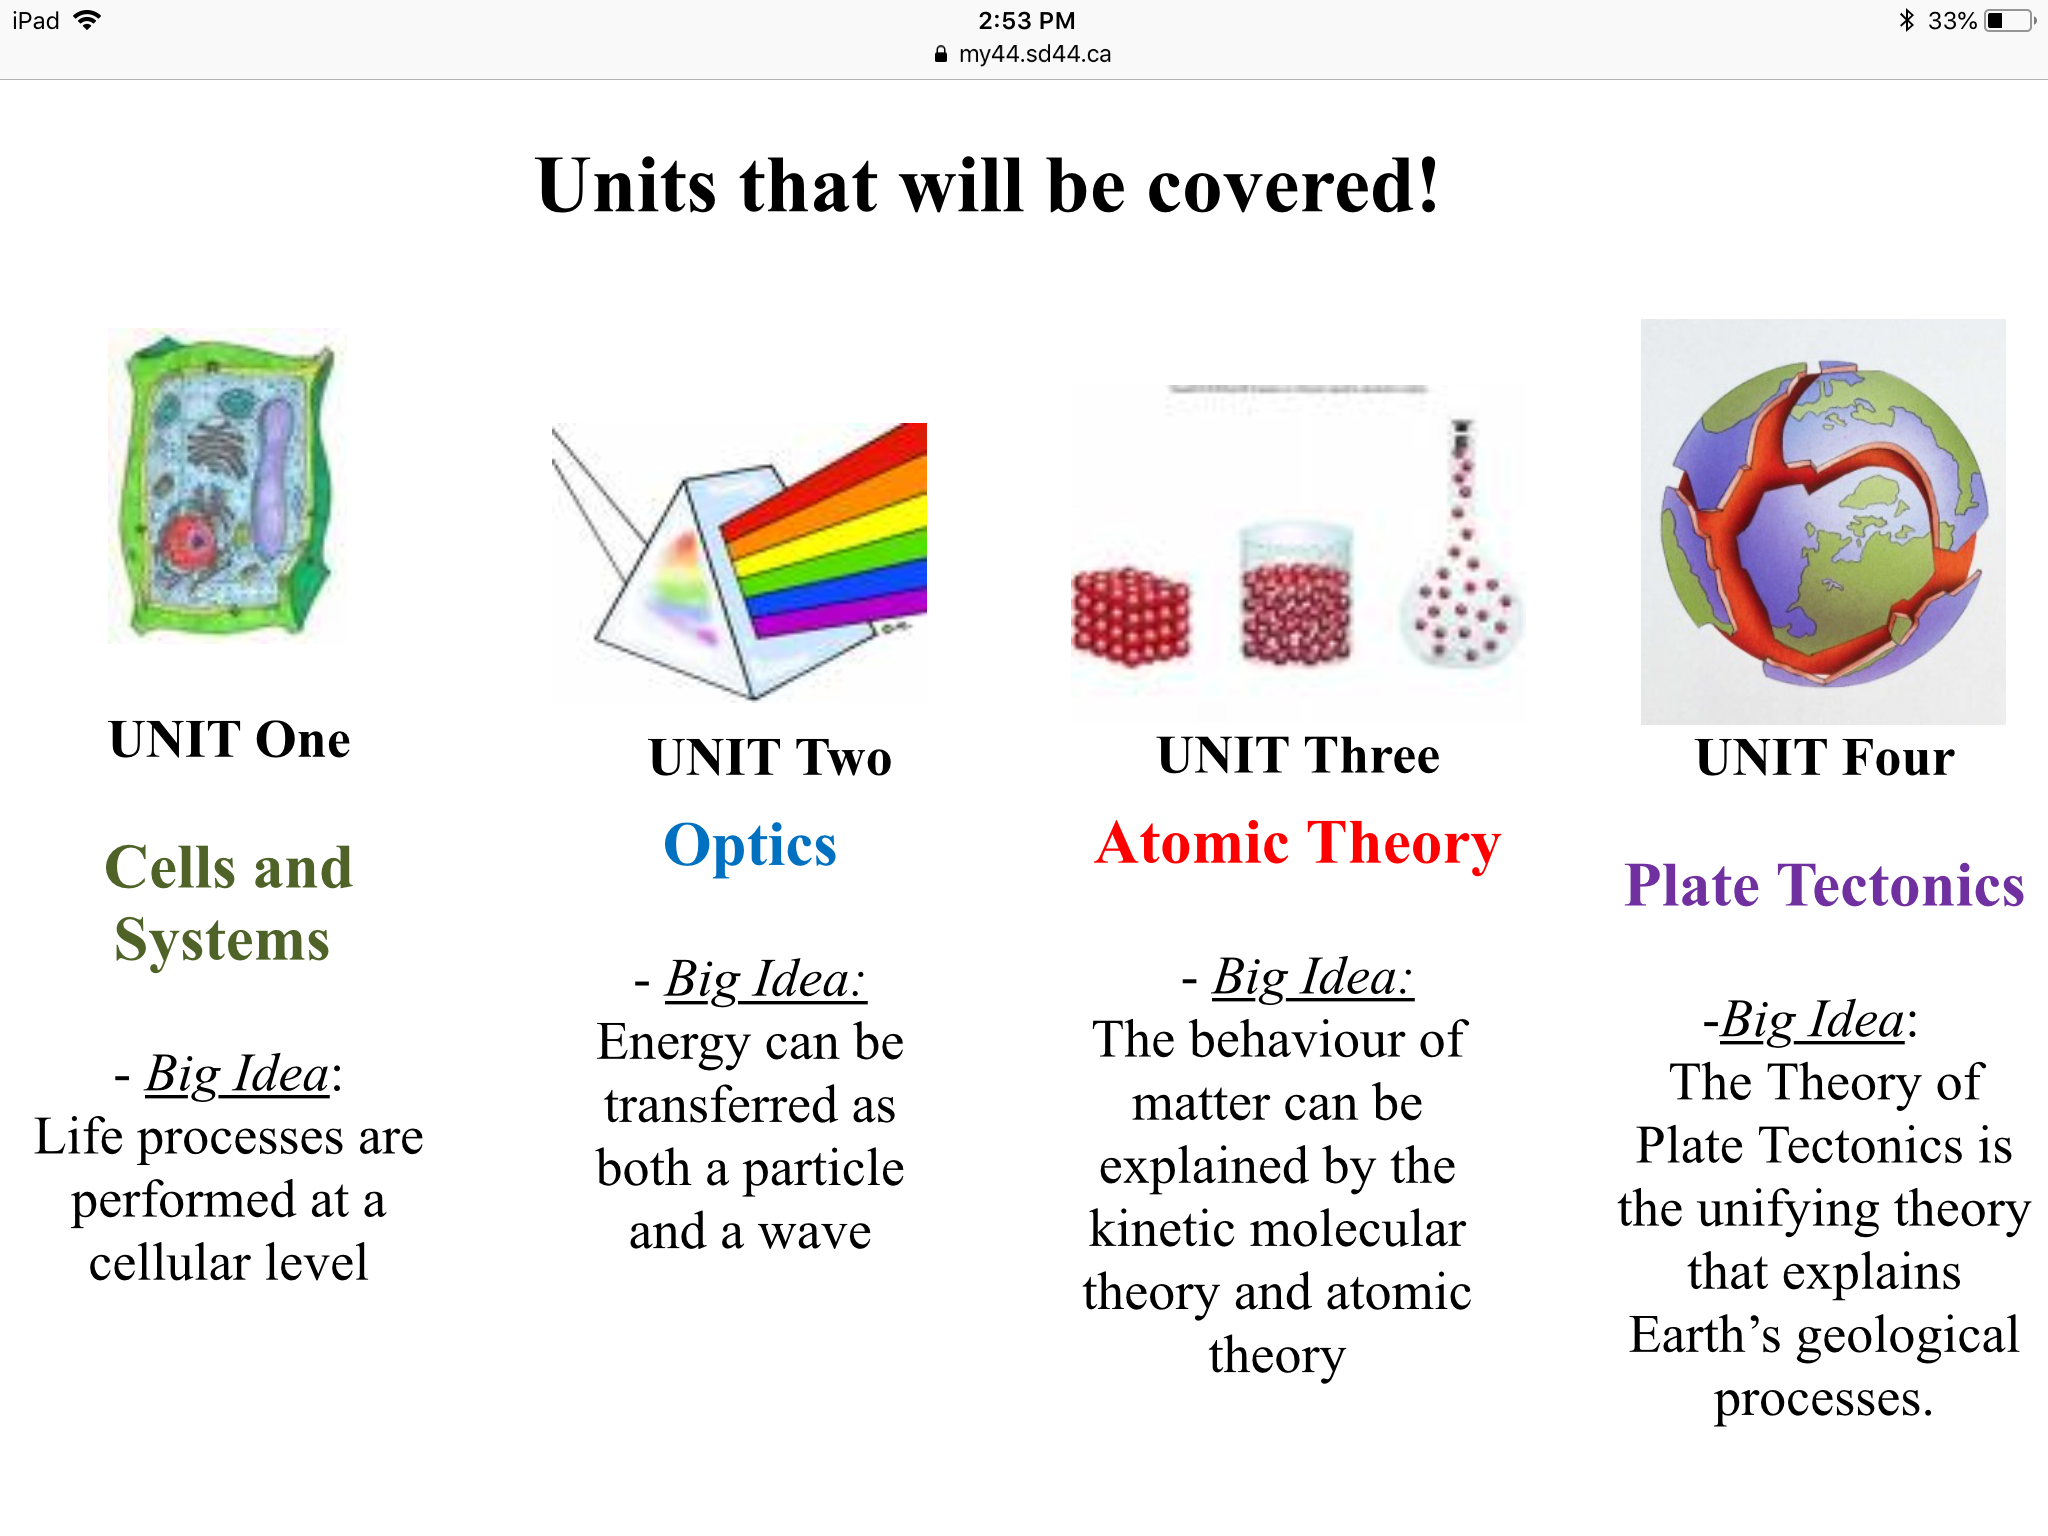 iPad
2:53 PM
33%
my44.sd44.ca
Units that will be covered!
UNIT One
Cells and
Systems
- Big Idea:
Life processes are
performed at a
cellular level
UNIT Two
Optics
- Big Idea:
Energy can be
transferred as
both a particle
and a wave
UNIT Three
Atomic Theory
- Big Idea:
The behaviour of
matter can be
explained by the
kinetic molecular
theory and atomic
theory
UNIT Four
Plate Tectonics
-Big Idea:
The Theory of
Plate Tectonics is
the unifying theory
that explains
Earth’s geological
processes.